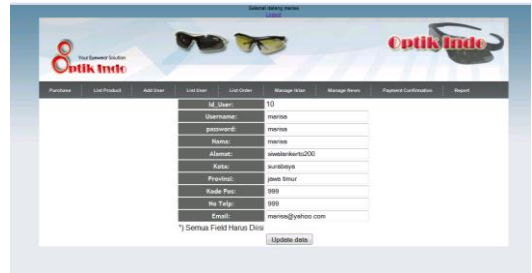 Selamat datang marisa
Logout
Your Eyewear Solution
Optik Indo
Optik Indo
Purchase
List Product
Add User
List User
List Order
Manage Iklan
Manage News
Payment Confirmation
Report
Id_User: 10
Username: marisa
password: marisa
Nama: marisa
Alamat: siwalankerto200
Kota: surabaya
Provinsi: jawa timur
Kode Pos: 999
No Telp: 999
Email: marisa@yahoo.com
*) Semua Field Harus Diisi
Update data